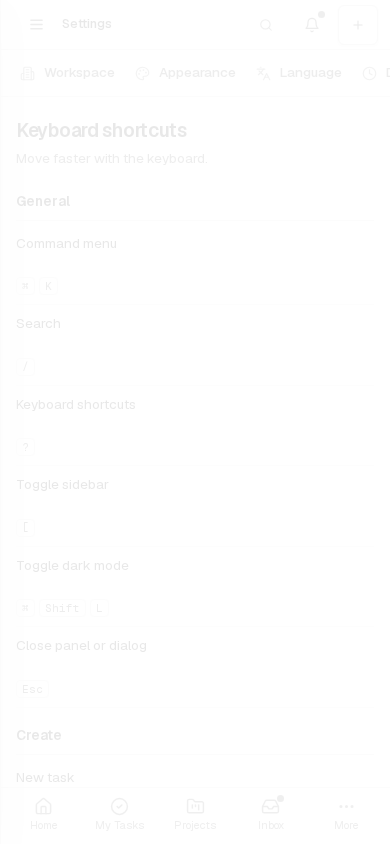 Settings
Workspace Appearance Language
Keyboard shortcuts
Move faster with the keyboard.
General
Command menu
⌘ K
Search
/
Keyboard shortcuts
?
Toggle sidebar
[
Toggle dark mode
⌘ Shift L
Close panel or dialog
Esc
Create
New task
Home My Tasks Projects Inbox More